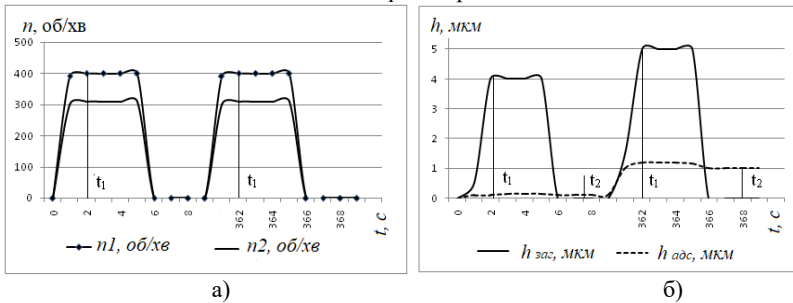 n, об/хв
500
400
300
200
100
0
t₁
t₁
0
2
4
6
8
362
364
366
368
t, с
n1, об/хв
n2, об/хв
а)
h, мкм
5
4
3
2
1
0
t₁
t₂
t₁
t₂
0
2
4
6
8
362
364
366
368
t, с
h заг, мкм
h адс, мкм
б)